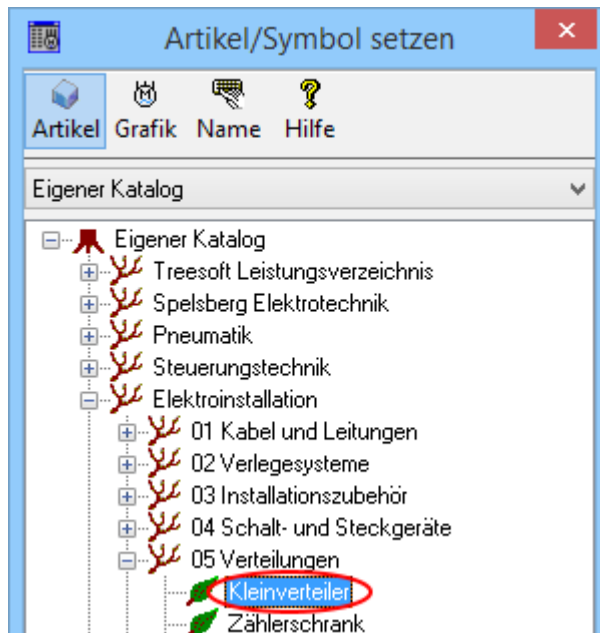 Artikel/Symbol setzen
Artikel Grafik Name Hilfe
Eigener Katalog
Eigener Katalog
Treesoft Leistungsverzeichnis
Spelsberg Elektrotechnik
Pneumatik
Steuerungstechnik
Elektroinstallation
01 Kabel und Leitungen
02 Verlegesysteme
03 Installationszubehör
04 Schalt- und Steckgeräte
05 Verteilungen
Kleinverteiler
Zählerschrank